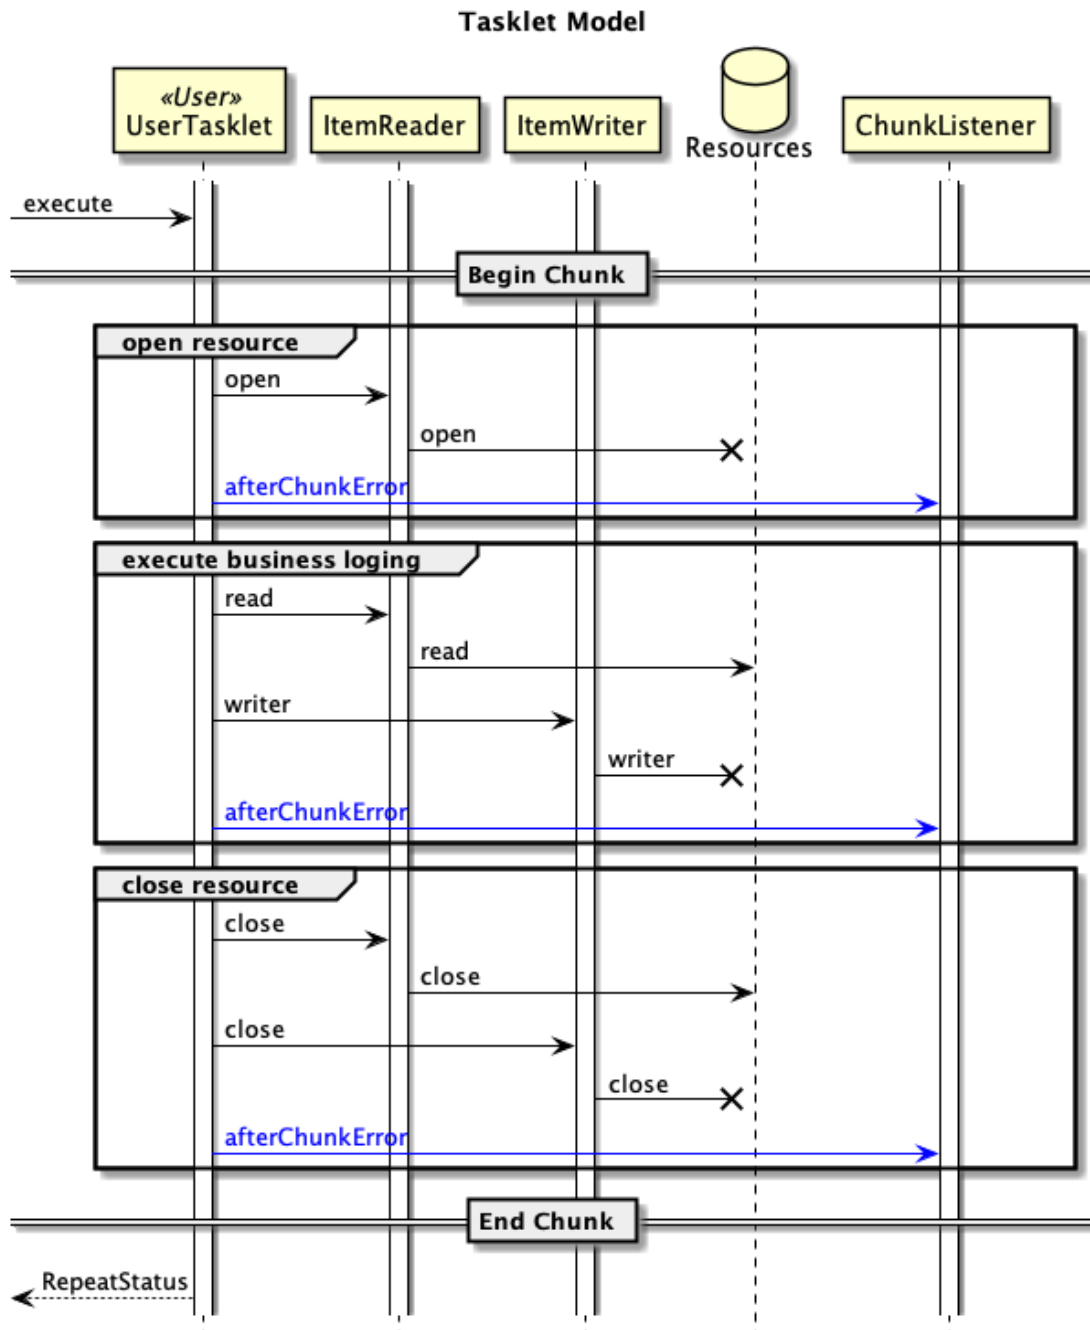 Tasklet Model
«User»
UserTasklet
ItemReader
ItemWriter
Resources
ChunkListener
execute
Begin Chunk
open resource
open
open
afterChunkError
execute business loging
read
read
writer
writer
afterChunkError
close resource
close
close
close
close
afterChunkError
End Chunk
RepeatStatus